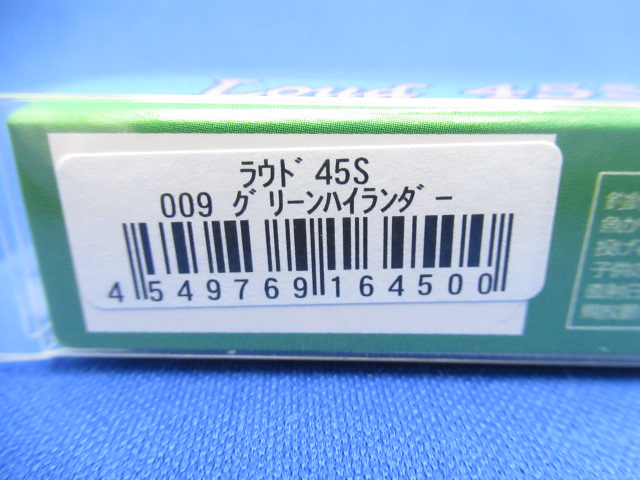 Loud 45S
ﾗｳﾄﾞ 45S
009 ｸﾞﾘｰﾝﾊｲﾗﾝﾀﾞｰ
4 549769 164500